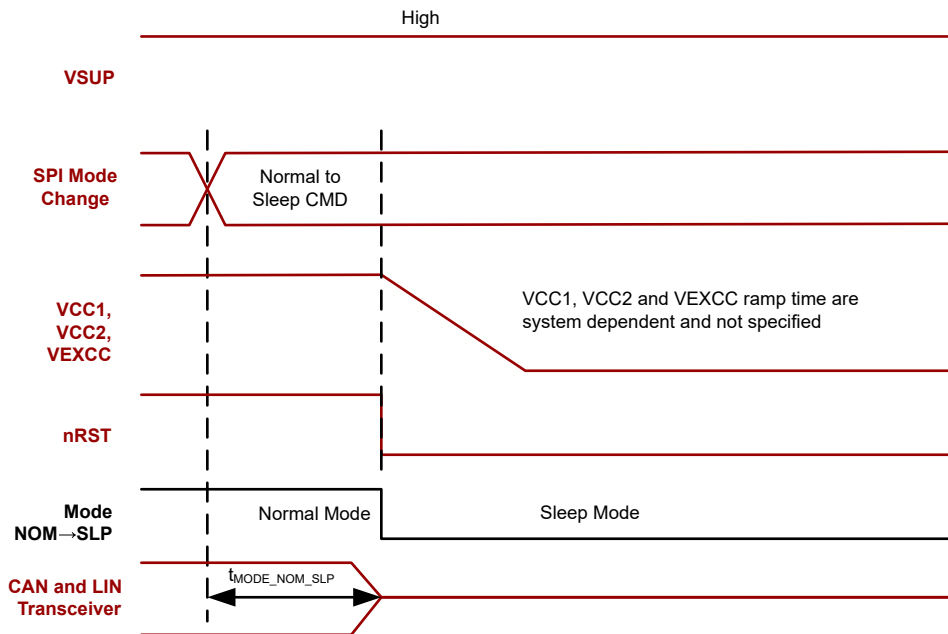 High
VSUP
SPI Mode
Change
Normal to
Sleep CMD
VCC1,
VCC2,
VEXCC
VCC1, VCC2 and VEXCC ramp time are
system dependent and not specified
nRST
Mode
NOM→SLP
Normal Mode
Sleep Mode
CAN and LIN
Transceiver
tMODE_NOM_SLP